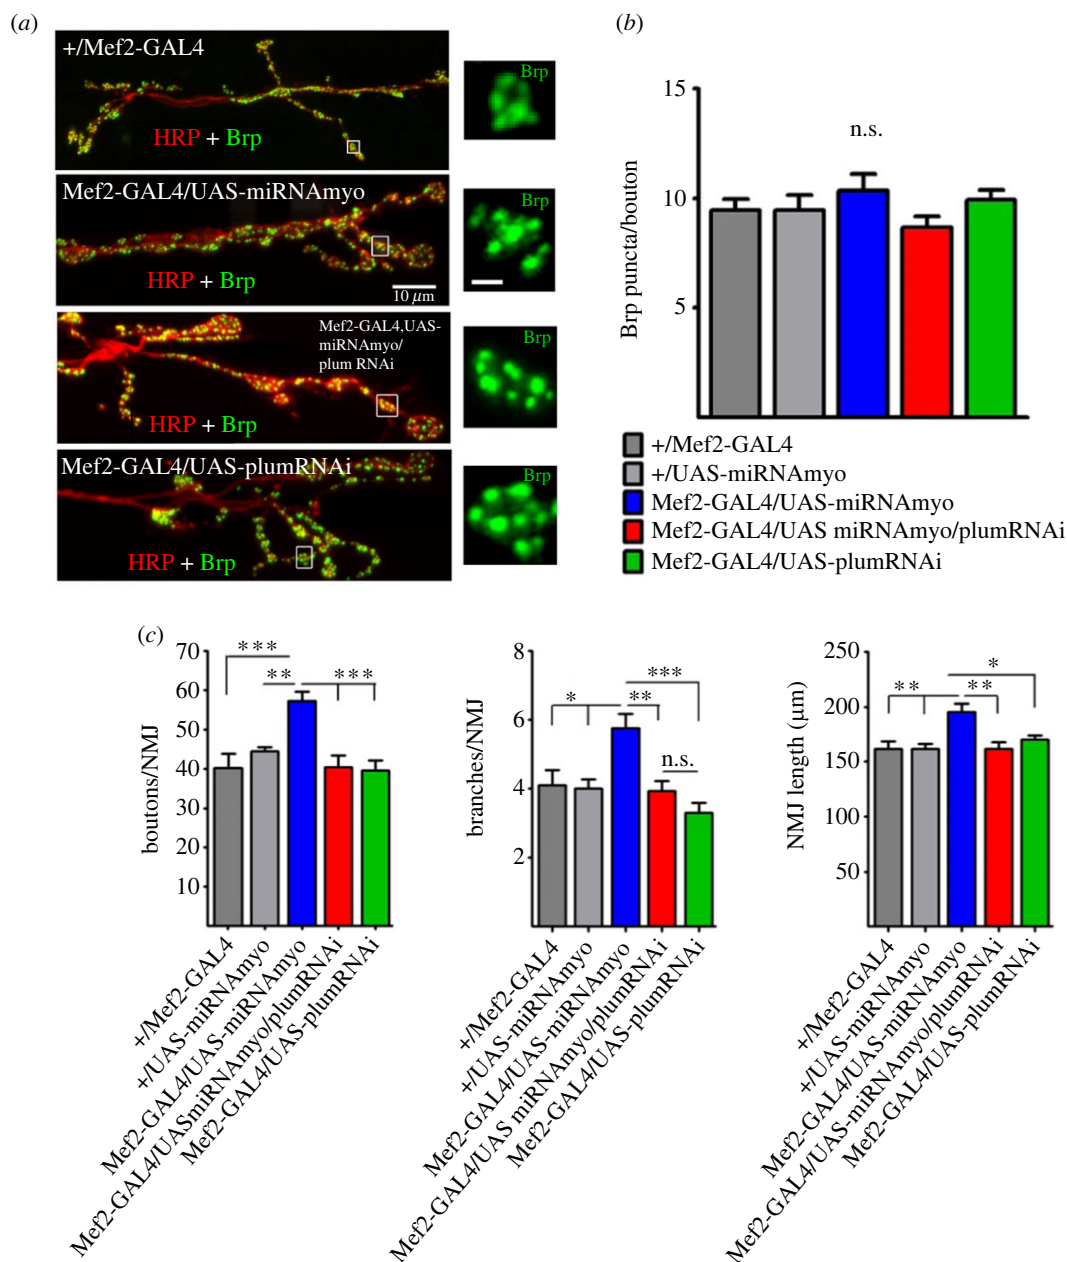 (a)
+/Mef2-GAL4
HRP + Brp
Brp
Mef2-GAL4/UAS-miRNAmyo
HRP + Brp
10 µm
Brp
Mef2-GAL4,UAS-
miRNAmyo/
plum RNAi
HRP + Brp
Brp
Mef2-GAL4/UAS-plumRNAi
HRP + Brp
Brp
(b)
Brp puncta/bouton
15
10
5
n.s.
+/Mef2-GAL4
+/UAS-miRNAmyo
Mef2-GAL4/UAS-miRNAmyo
Mef2-GAL4/UAS miRNAmyo/plumRNAi
Mef2-GAL4/UAS-plumRNAi
(c)
boutons/NMJ
70
60
50
40
30
20
10
***
**
***
+/Mef2-GAL4
+/UAS-miRNAmyo
Mef2-GAL4/UAS-miRNAmyo
Mef2-GAL4/UASmiRNAmyo/plumRNAi
Mef2-GAL4/UAS-plumRNAi
branches/NMJ
8
6
4
2
*
**
***
n.s.
+/Mef2-GAL4
+/UAS-miRNAmyo
Mef2-GAL4/UAS-miRNAmyo
Mef2-GAL4/UAS miRNAmyo/plumRNAi
Mef2-GAL4/UAS-plumRNAi
NMJ length (µm)
250
200
150
100
50
**
**
*
+/Mef2-GAL4
+/UAS-miRNAmyo
Mef2-GAL4/UAS-miRNAmyo
Mef2-GAL4/UAS-miRNAmyo/plumRNAi
Mef2-GAL4/UAS-plumRNAi